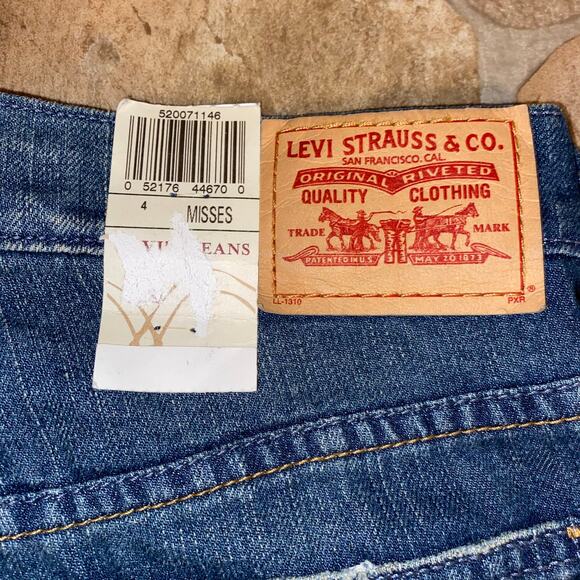 520071146
0 52176 44670 0
4 MISSES
JEANS
LEVI STRAUSS & CO.
SAN FRANCISCO, CAL.
ORIGINAL RIVETED
QUALITY CLOTHING
TRADE MARK
PATENTED IN U.S. MAY 20 1873
LL-1310 PXR ®